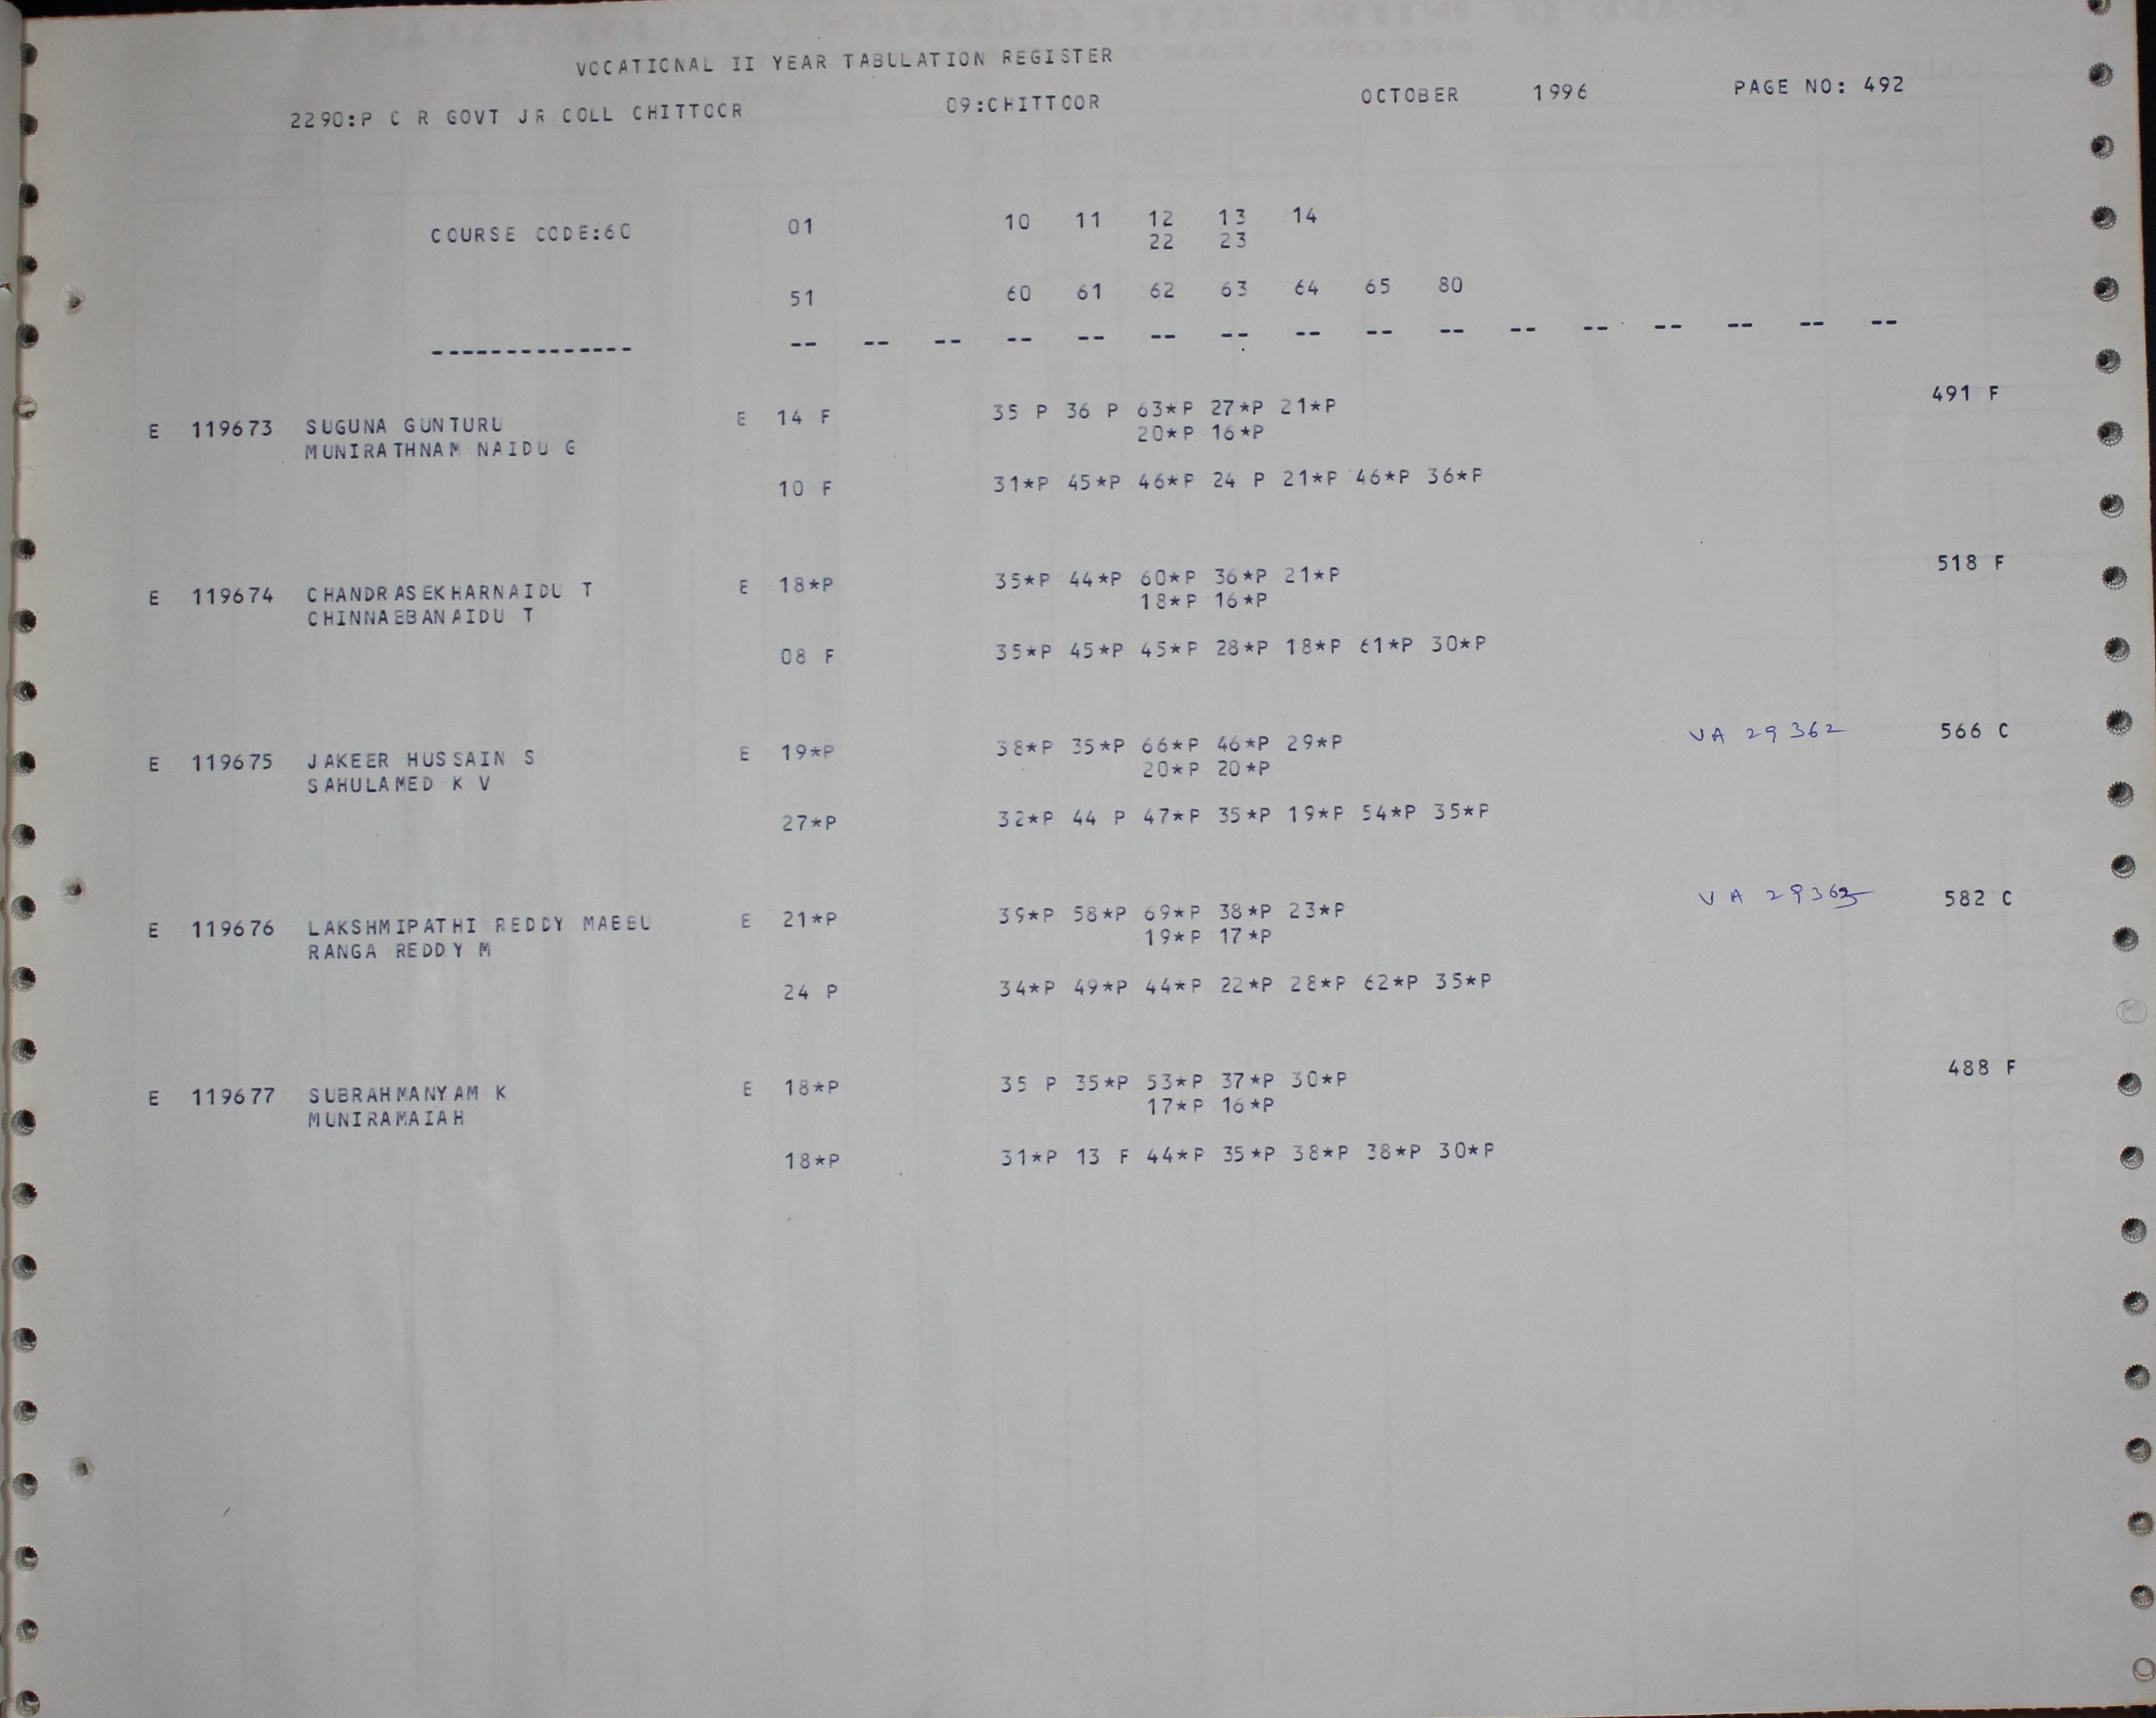 VOCATIONAL II YEAR TABULATION REGISTER
2290:P C R GOVT JR COLL CHITTOOR 09:CHITTOOR OCTOBER 1996 PAGE NO: 492
COURSE CODE:60 01 10 11 12 13 14
22 23
51 60 61 62 63 64 65 80
-------------- -- -- -- -- -- -- -- -- -- -- -- -- -- -- -- --
E 119673 SUGUNA GUNTURU E 14 F 35 P 36 P 63*P 27*P 21*P 491 F
MUNIRATHNAM NAIDU G 20*P 16*P
10 F 31*P 45*P 46*P 24 P 21*P 46*P 36*P
E 119674 CHANDRASEKHARNAIDU T E 18*P 35*P 44*P 60*P 36*P 21*P 518 F
CHINNABBANAIDU T 18*P 16*P
08 F 35*P 45*P 45*P 28*P 18*P 61*P 30*P
E 119675 JAKEER HUSSAIN S E 19*P 38*P 35*P 66*P 46*P 29*P VA 29362 566 C
SAHULAMED K V 20*P 20*P
27*P 32*P 44 P 47*P 35*P 19*P 54*P 35*P
E 119676 LAKSHMIPATHI REDDY MABBU E 21*P 39*P 58*P 69*P 38*P 23*P VA 29363 582 C
RANGA REDDY M 19*P 17*P
24 P 34*P 49*P 44*P 22*P 28*P 62*P 35*P
E 119677 SUBRAHMANYAM K E 18*P 35 P 35*P 53*P 37*P 30*P 488 F
MUNIRAMAIAH 17*P 16*P
18*P 31*P 13 F 44*P 35*P 38*P 38*P 30*P